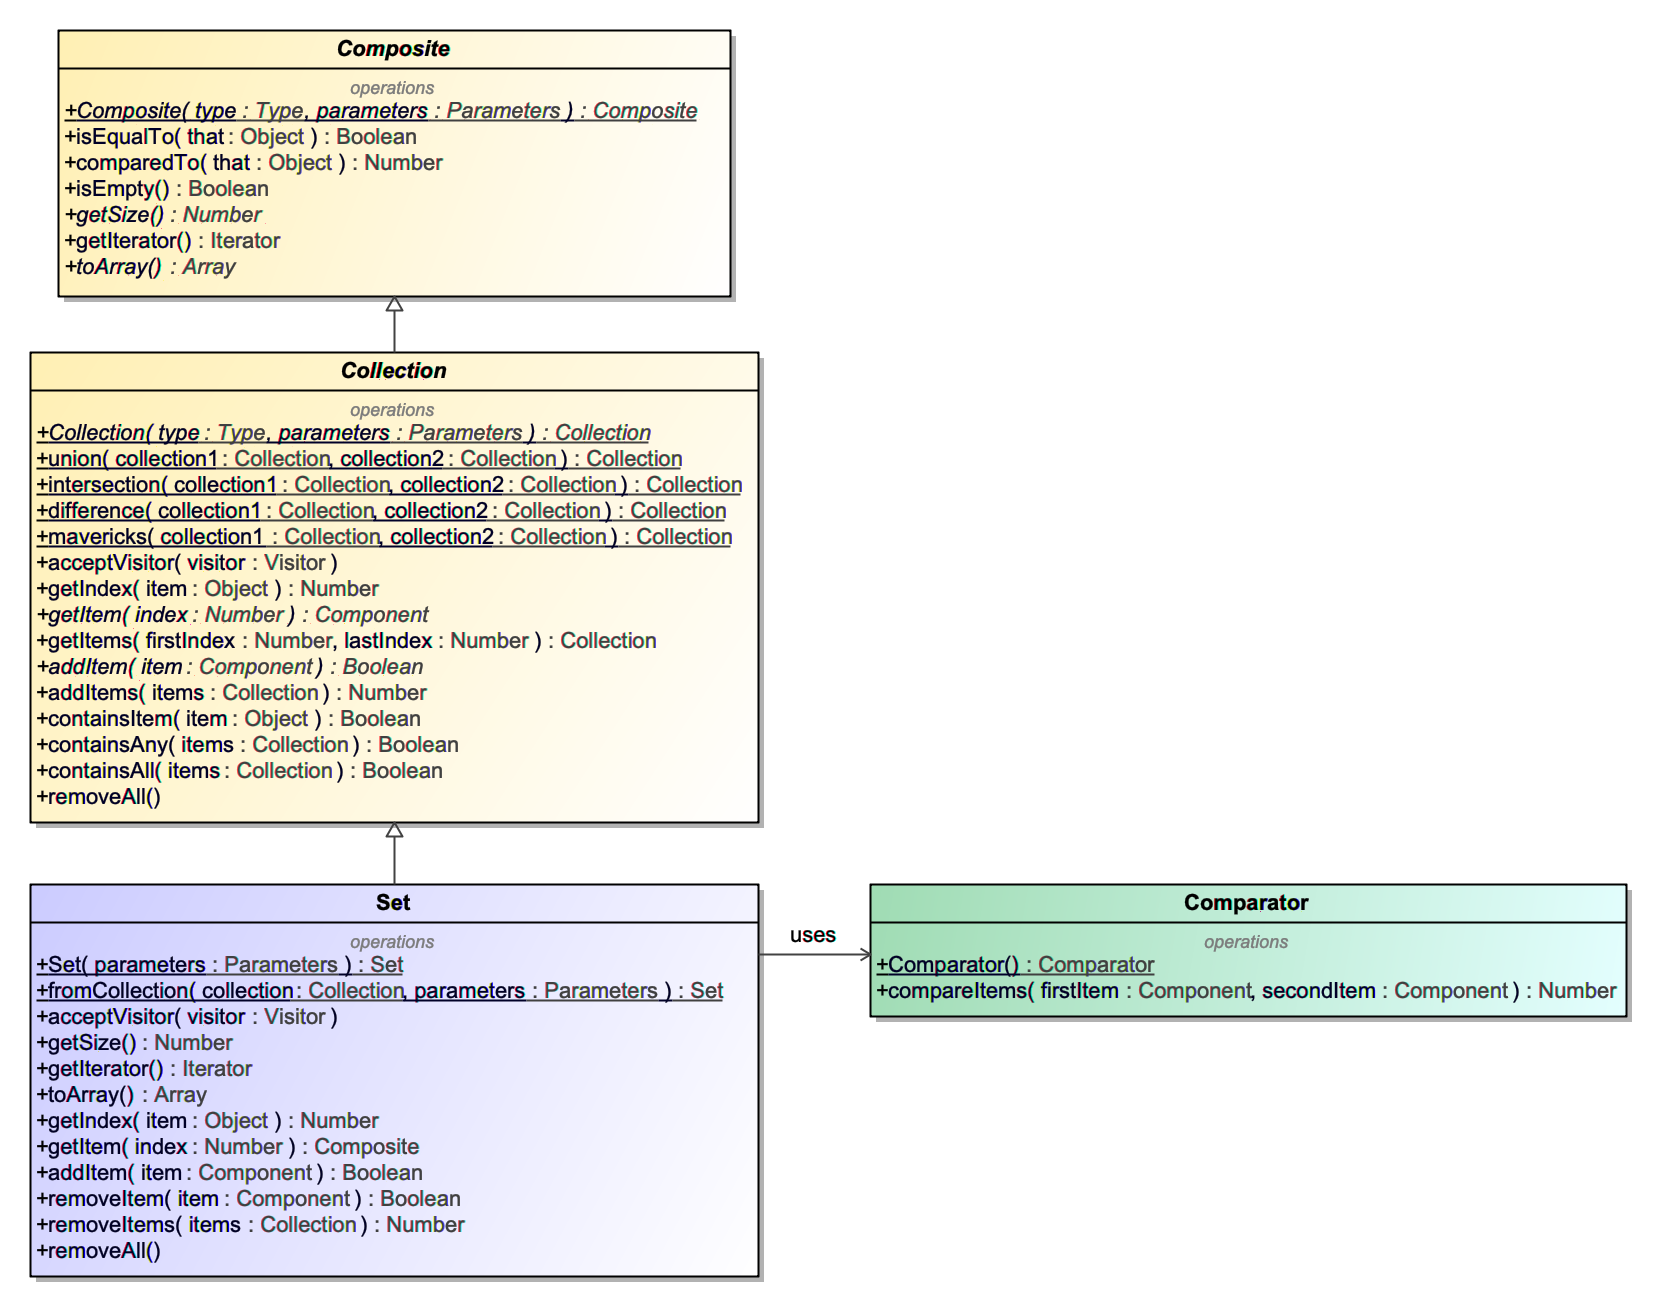 Composite
operations
+Composite( type : Type, parameters : Parameters ) : Composite
+isEqualTo( that : Object ) : Boolean
+comparedTo( that : Object ) : Number
+isEmpty() : Boolean
+getSize() : Number
+getIterator() : Iterator
+toArray() : Array
Collection
operations
+Collection( type : Type, parameters : Parameters ) : Collection
+union( collection1 : Collection, collection2 : Collection ) : Collection
+intersection( collection1 : Collection, collection2 : Collection ) : Collection
+difference( collection1 : Collection, collection2 : Collection ) : Collection
+mavericks( collection1 : Collection, collection2 : Collection ) : Collection
+acceptVisitor( visitor : Visitor )
+getIndex( item : Object ) : Number
+getItem( index : Number ) : Component
+getItems( firstIndex : Number, lastIndex : Number ) : Collection
+addItem( item : Component ) : Boolean
+addItems( items : Collection ) : Number
+containsItem( item : Object ) : Boolean
+containsAny( items : Collection ) : Boolean
+containsAll( items : Collection ) : Boolean
+removeAll()
Set
operations
+Set( parameters : Parameters ) : Set
+fromCollection( collection : Collection, parameters : Parameters ) : Set
+acceptVisitor( visitor : Visitor )
+getSize() : Number
+getIterator() : Iterator
+toArray() : Array
+getIndex( item : Object ) : Number
+getItem( index : Number ) : Composite
+addItem( item : Component ) : Boolean
+removeItem( item : Component ) : Boolean
+removeItems( items : Collection ) : Number
+removeAll()
uses
Comparator
operations
+Comparator() : Comparator
+compareItems( firstItem : Component, secondItem : Component ) : Number